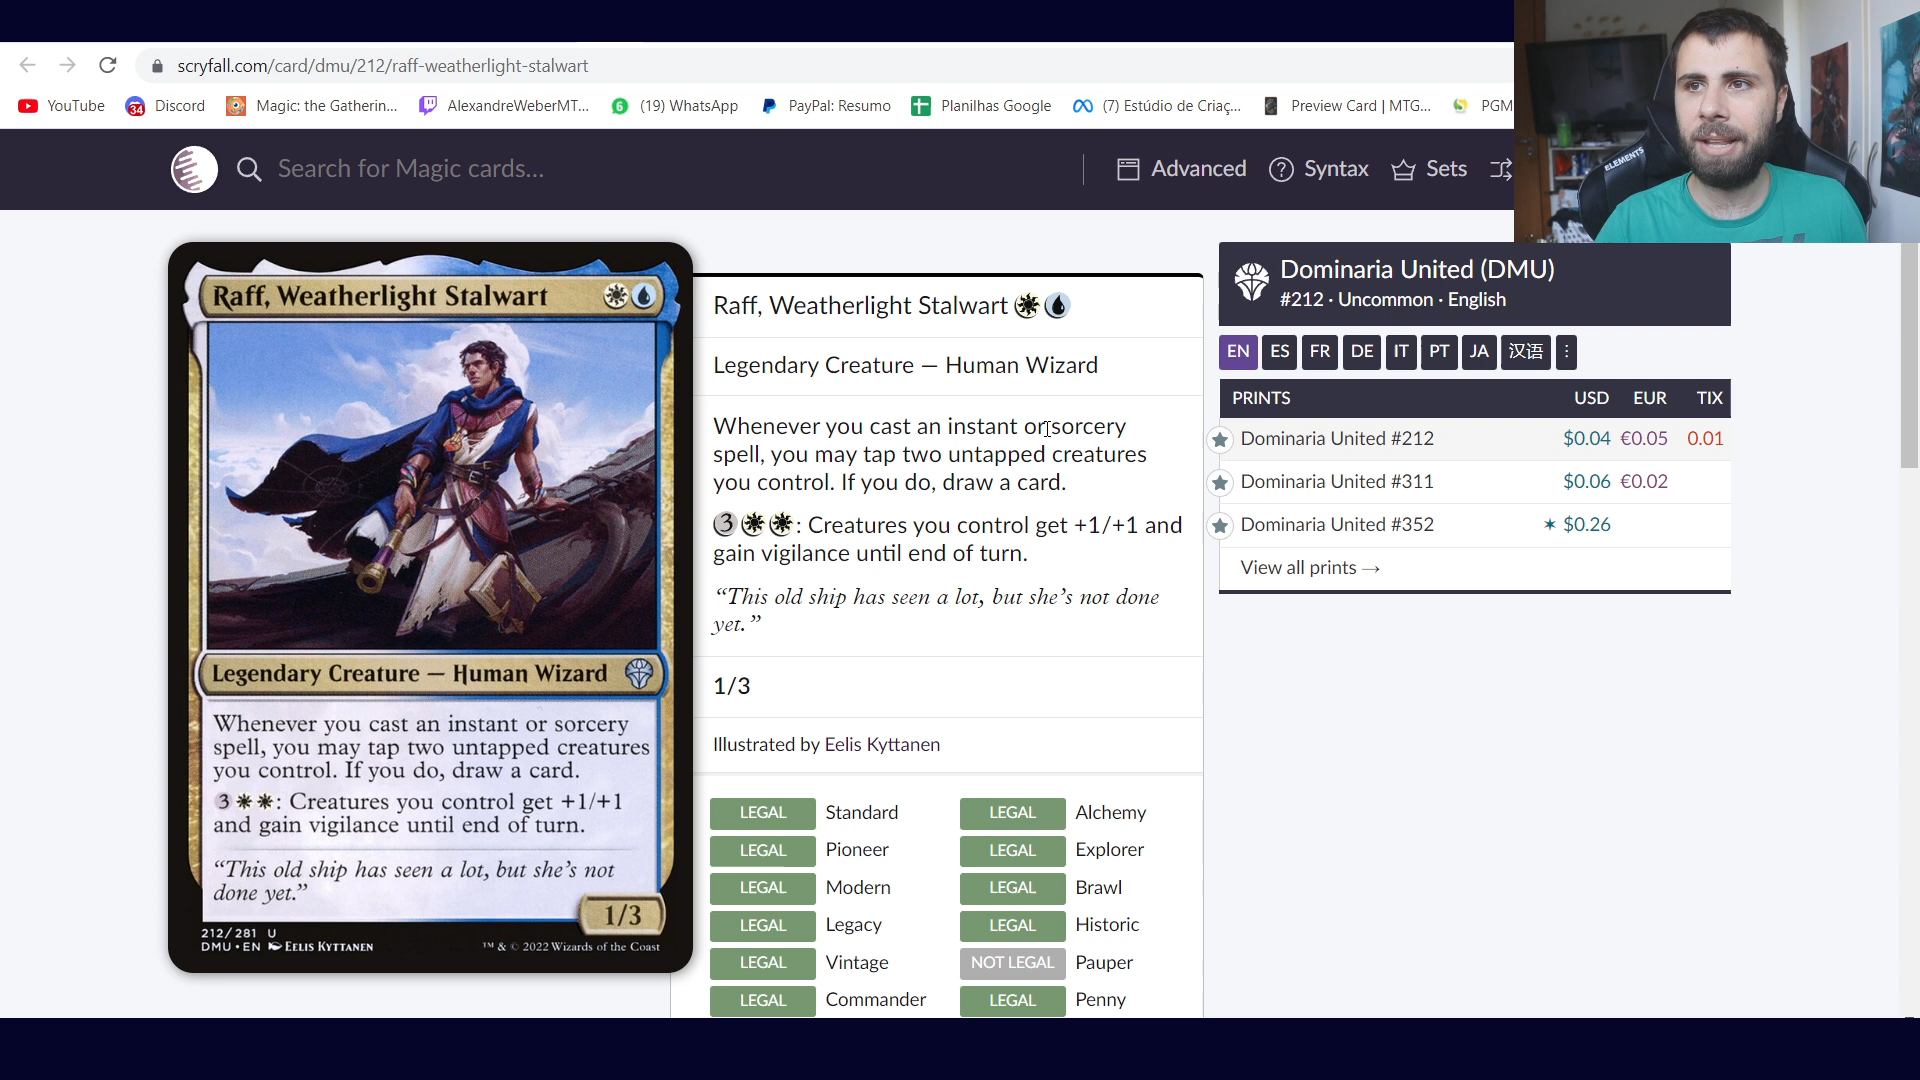 scryfall.com/card/dmu/212/raff-weatherlight-stalwart
YouTube
34
Discord
Magic: the Gatherin...
AlexandreWeberMT...
6
(19) WhatsApp
PayPal: Resumo
Planilhas Google
(7) Estúdio de Criaç...
Preview Card | MTG...
PGM
Search for Magic cards...
Advanced
Syntax
Sets
ELEMENTS
Raff, Weatherlight Stalwart
Legendary Creature — Human Wizard
Whenever you cast an instant or sorcery
spell, you may tap two untapped creatures
you control. If you do, draw a card.
3: Creatures you control get +1/+1
and gain vigilance until end of turn.
“This old ship has seen a lot, but she’s not
done yet.”
1/3
212/281 U
DMU • EN EELIS KYTTANEN
™ & © 2022 Wizards of the Coast
Raff, Weatherlight Stalwart
Legendary Creature — Human Wizard
Whenever you cast an instant or sorcery
spell, you may tap two untapped creatures
you control. If you do, draw a card.
3: Creatures you control get +1/+1 and
gain vigilance until end of turn.
“This old ship has seen a lot, but she’s not done
yet.”
1/3
Illustrated by Eelis Kyttanen
LEGAL Standard LEGAL Alchemy
LEGAL Pioneer LEGAL Explorer
LEGAL Modern LEGAL Brawl
LEGAL Legacy LEGAL Historic
LEGAL Vintage NOT LEGAL Pauper
LEGAL Commander LEGAL Penny
Dominaria United (DMU)
#212 · Uncommon · English
EN ES FR DE IT PT JA 汉语 ⋮
PRINTS USD EUR TIX
Dominaria United #212 $0.04 €0.05 0.01
Dominaria United #311 $0.06 €0.02
Dominaria United #352 ✶ $0.26
View all prints →